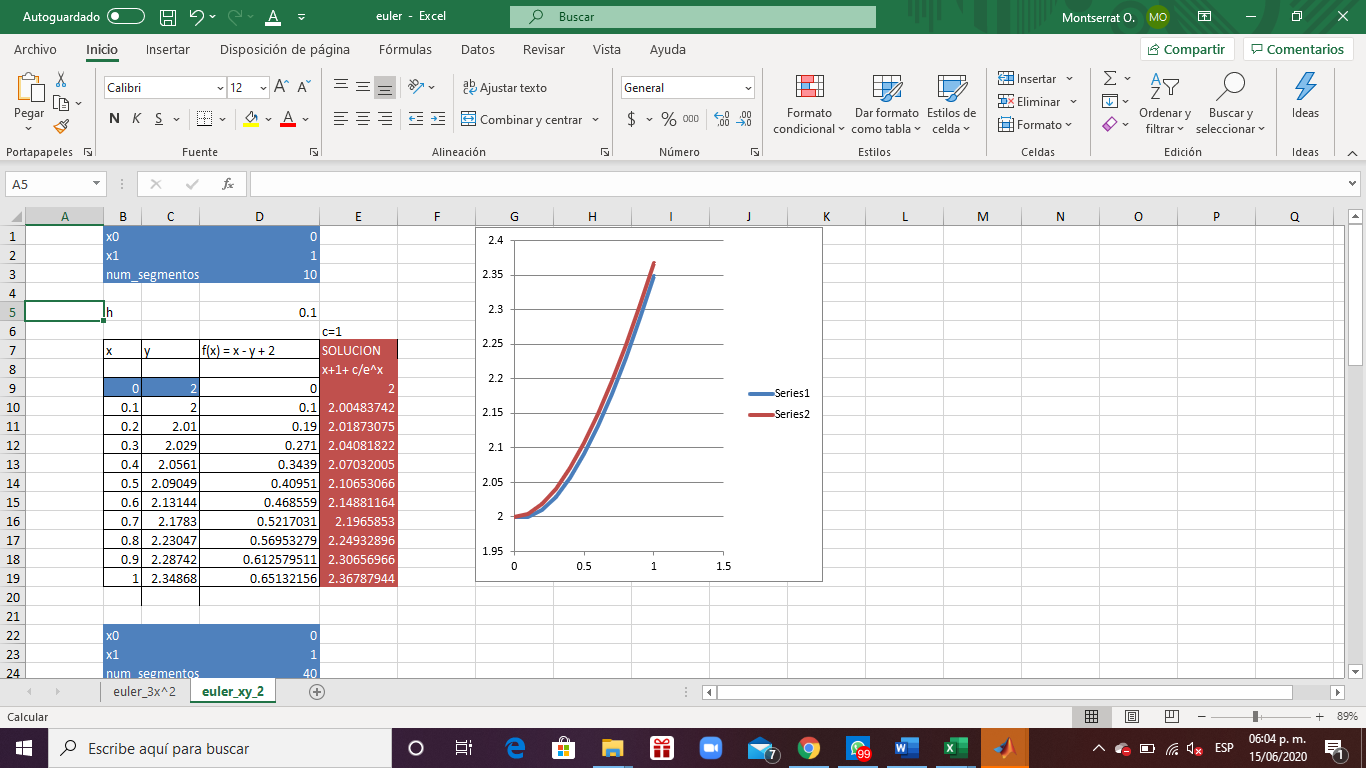 Autoguardado
euler - Excel
Buscar
Montserrat O.
MO
Archivo Inicio Insertar Disposición de página Fórmulas Datos Revisar Vista Ayuda
Compartir Comentarios
Pegar
Portapapeles
Calibri 12
N K S
Fuente
Ajustar texto
Combinar y centrar
Alineación
General
$ % 000
Número
Formato condicional
Dar formato como tabla
Estilos de celda
Estilos
Insertar
Eliminar
Formato
Celdas
Ordenar y filtrar
Buscar y seleccionar
Edición
Ideas
Ideas
A5
fx
A B C D E F G H I J K L M N O P Q
1 x0 0
2 x1 1
3 num_segmentos 10
4
5 h 0.1
6 c=1
7 x y f(x) = x - y + 2 SOLUCION
8 x+1+ c/e^x
9 0 2 0 2
10 0.1 2 0.1 2.00483742
11 0.2 2.01 0.19 2.01873075
12 0.3 2.029 0.271 2.04081822
13 0.4 2.0561 0.3439 2.07032005
14 0.5 2.09049 0.40951 2.10653066
15 0.6 2.13144 0.468559 2.14881164
16 0.7 2.1783 0.5217031 2.1965853
17 0.8 2.23047 0.56953279 2.24932896
18 0.9 2.28742 0.612579511 2.30656966
19 1 2.34868 0.65132156 2.36787944
20
21
22 x0 0
23 x1 1
24 num_segmentos 40
2.4
2.35
2.3
2.25
2.2
2.15
2.1
2.05
2
1.95
0 0.5 1 1.5
Series1
Series2
euler_3x^2 euler_xy_2
Calcular
89%
Escribe aquí para buscar
7
99
ESP
06:04 p. m.
15/06/2020
1